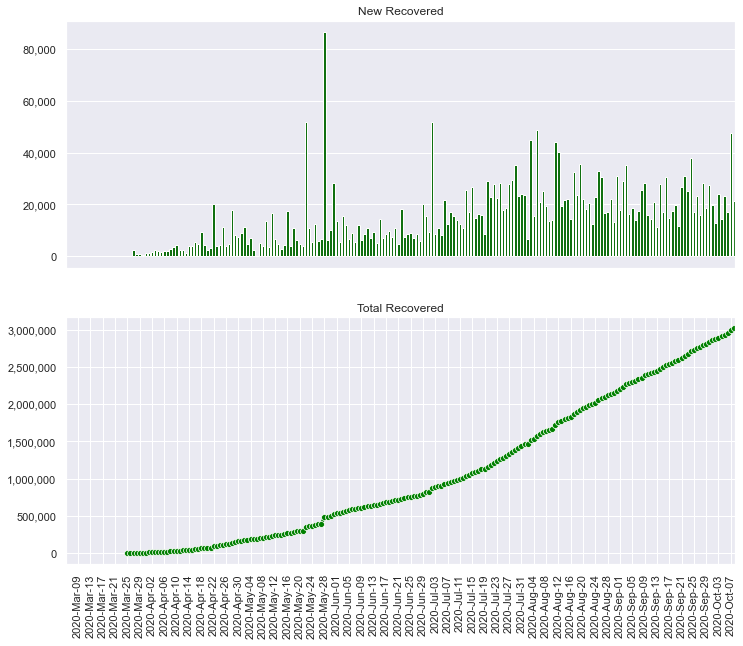 New Recovered
80,000
60,000
40,000
20,000
0
Total Recovered
3,000,000
2,500,000
2,000,000
1,500,000
1,000,000
500,000
0
2020-Mar-09
2020-Mar-13
2020-Mar-17
2020-Mar-21
2020-Mar-25
2020-Mar-29
2020-Apr-02
2020-Apr-06
2020-Apr-10
2020-Apr-14
2020-Apr-18
2020-Apr-22
2020-Apr-26
2020-Apr-30
2020-May-04
2020-May-08
2020-May-12
2020-May-16
2020-May-20
2020-May-24
2020-May-28
2020-Jun-01
2020-Jun-05
2020-Jun-09
2020-Jun-13
2020-Jun-17
2020-Jun-21
2020-Jun-25
2020-Jun-29
2020-Jul-03
2020-Jul-07
2020-Jul-11
2020-Jul-15
2020-Jul-19
2020-Jul-23
2020-Jul-27
2020-Jul-31
2020-Aug-04
2020-Aug-08
2020-Aug-12
2020-Aug-16
2020-Aug-20
2020-Aug-24
2020-Aug-28
2020-Sep-01
2020-Sep-05
2020-Sep-09
2020-Sep-13
2020-Sep-17
2020-Sep-21
2020-Sep-25
2020-Sep-29
2020-Oct-03
2020-Oct-07